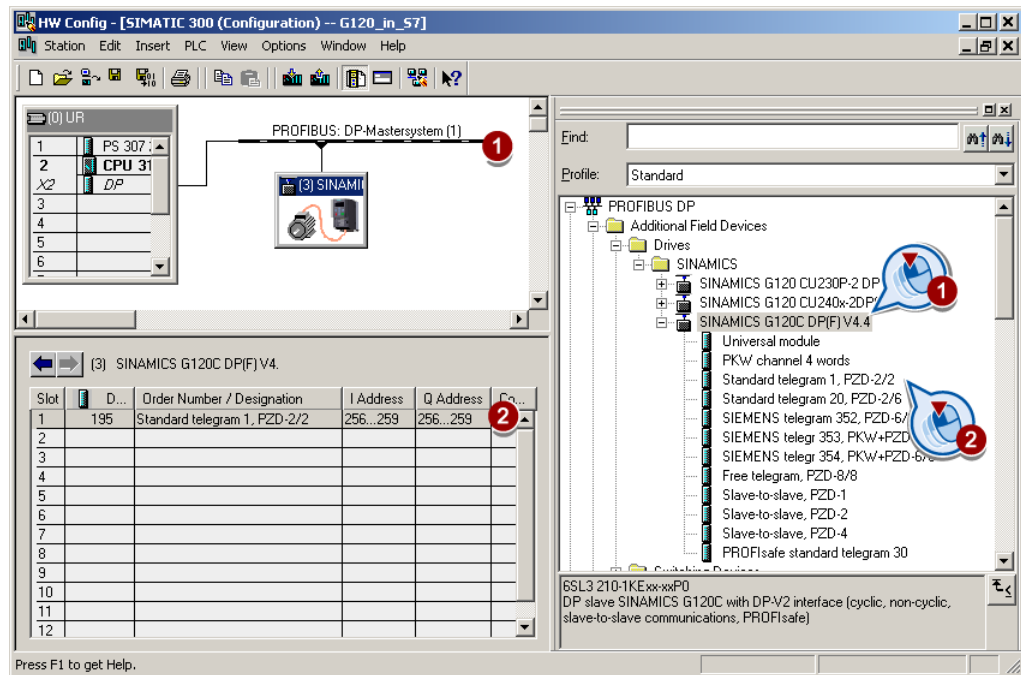 HW Config - [SIMATIC 300 (Configuration) -- G120_in_S7]
Station Edit Insert PLC View Options Window Help
(0) UR
1 PS 307
2 CPU 31
X2 DP
3
4
5
6
PROFIBUS: DP-Mastersystem (1)
1
(3) SINAMI
(3) SINAMICS G120C DP(F) V4.
Slot D... Order Number / Designation I Address Q Address Co...
1 195 Standard telegram 1, PZD-2/2 256...259 256...259
2
2
3
4
5
6
7
8
9
10
11
12
Find:
Profile: Standard
PROFIBUS DP
Additional Field Devices
Drives
SINAMICS
SINAMICS G120 CU230P-2 DP
SINAMICS G120 CU240x-2DP
SINAMICS G120C DP(F) V4.4
1
Universal module
PKW channel 4 words
Standard telegram 1, PZD-2/2
Standard telegram 20, PZD-2/6
SIEMENS telegram 352, PZD-6/
SIEMENS telegr 353, PKW+PZD
2
SIEMENS telegr 354, PKW+PZD-6/
Free telegram, PZD-8/8
Slave-to-slave, PZD-1
Slave-to-slave, PZD-2
Slave-to-slave, PZD-4
PROFIsafe standard telegram 30
6SL3 210-1KExx-xxP0
DP slave SINAMICS G120C with DP-V2 interface (cyclic, non-cyclic,
slave-to-slave communications, PROFIsafe)
Press F1 to get Help.